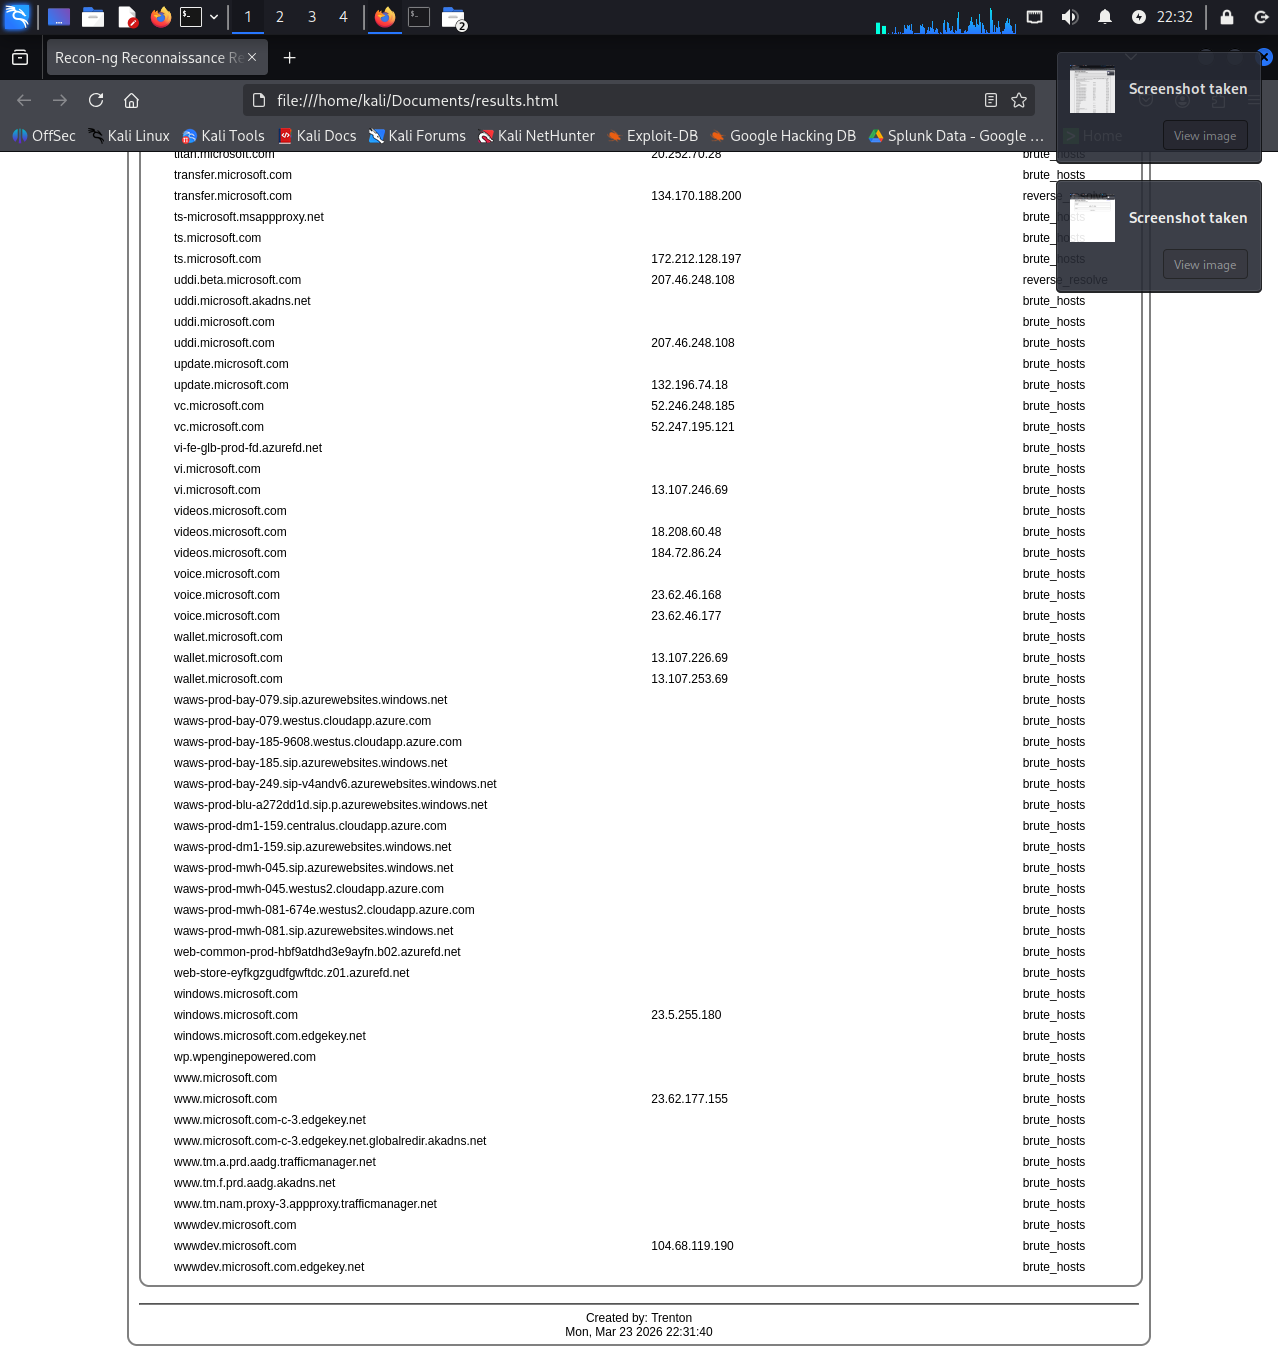 1 2 3 4 2 22:32
Recon-ng Reconnaissance Re
file:///home/kali/Documents/results.html
OffSec Kali Linux Kali Tools Kali Docs Kali Forums Kali NetHunter Exploit-DB Google Hacking DB Splunk Data - Google … Home
Screenshot taken
View image
Screenshot taken
View image
titan.microsoft.com 20.252.70.28 brute_hosts
transfer.microsoft.com brute_hosts
transfer.microsoft.com 134.170.188.200 reverse_resolve
ts-microsoft.msappproxy.net brute_hosts
ts.microsoft.com brute_hosts
ts.microsoft.com 172.212.128.197 brute_hosts
uddi.beta.microsoft.com 207.46.248.108 reverse_resolve
uddi.microsoft.akadns.net brute_hosts
uddi.microsoft.com brute_hosts
uddi.microsoft.com 207.46.248.108 brute_hosts
update.microsoft.com brute_hosts
update.microsoft.com 132.196.74.18 brute_hosts
vc.microsoft.com 52.246.248.185 brute_hosts
vc.microsoft.com 52.247.195.121 brute_hosts
vi-fe-glb-prod-fd.azurefd.net brute_hosts
vi.microsoft.com brute_hosts
vi.microsoft.com 13.107.246.69 brute_hosts
videos.microsoft.com brute_hosts
videos.microsoft.com 18.208.60.48 brute_hosts
videos.microsoft.com 184.72.86.24 brute_hosts
voice.microsoft.com brute_hosts
voice.microsoft.com 23.62.46.168 brute_hosts
voice.microsoft.com 23.62.46.177 brute_hosts
wallet.microsoft.com brute_hosts
wallet.microsoft.com 13.107.226.69 brute_hosts
wallet.microsoft.com 13.107.253.69 brute_hosts
waws-prod-bay-079.sip.azurewebsites.windows.net brute_hosts
waws-prod-bay-079.westus.cloudapp.azure.com brute_hosts
waws-prod-bay-185-9608.westus.cloudapp.azure.com brute_hosts
waws-prod-bay-185.sip.azurewebsites.windows.net brute_hosts
waws-prod-bay-249.sip-v4andv6.azurewebsites.windows.net brute_hosts
waws-prod-blu-a272dd1d.sip.p.azurewebsites.windows.net brute_hosts
waws-prod-dm1-159.centralus.cloudapp.azure.com brute_hosts
waws-prod-dm1-159.sip.azurewebsites.windows.net brute_hosts
waws-prod-mwh-045.sip.azurewebsites.windows.net brute_hosts
waws-prod-mwh-045.westus2.cloudapp.azure.com brute_hosts
waws-prod-mwh-081-674e.westus2.cloudapp.azure.com brute_hosts
waws-prod-mwh-081.sip.azurewebsites.windows.net brute_hosts
web-common-prod-hbf9atdhd3e9ayfn.b02.azurefd.net brute_hosts
web-store-eyfkgzgudfgwftdc.z01.azurefd.net brute_hosts
windows.microsoft.com brute_hosts
windows.microsoft.com 23.5.255.180 brute_hosts
windows.microsoft.com.edgekey.net brute_hosts
wp.wpenginepowered.com brute_hosts
www.microsoft.com brute_hosts
www.microsoft.com 23.62.177.155 brute_hosts
www.microsoft.com-c-3.edgekey.net brute_hosts
www.microsoft.com-c-3.edgekey.net.globalredir.akadns.net brute_hosts
www.tm.a.prd.aadg.trafficmanager.net brute_hosts
www.tm.f.prd.aadg.akadns.net brute_hosts
www.tm.nam.proxy-3.appproxy.trafficmanager.net brute_hosts
wwwdev.microsoft.com brute_hosts
wwwdev.microsoft.com 104.68.119.190 brute_hosts
wwwdev.microsoft.com.edgekey.net brute_hosts
Created by: Trenton
Mon, Mar 23 2026 22:31:40